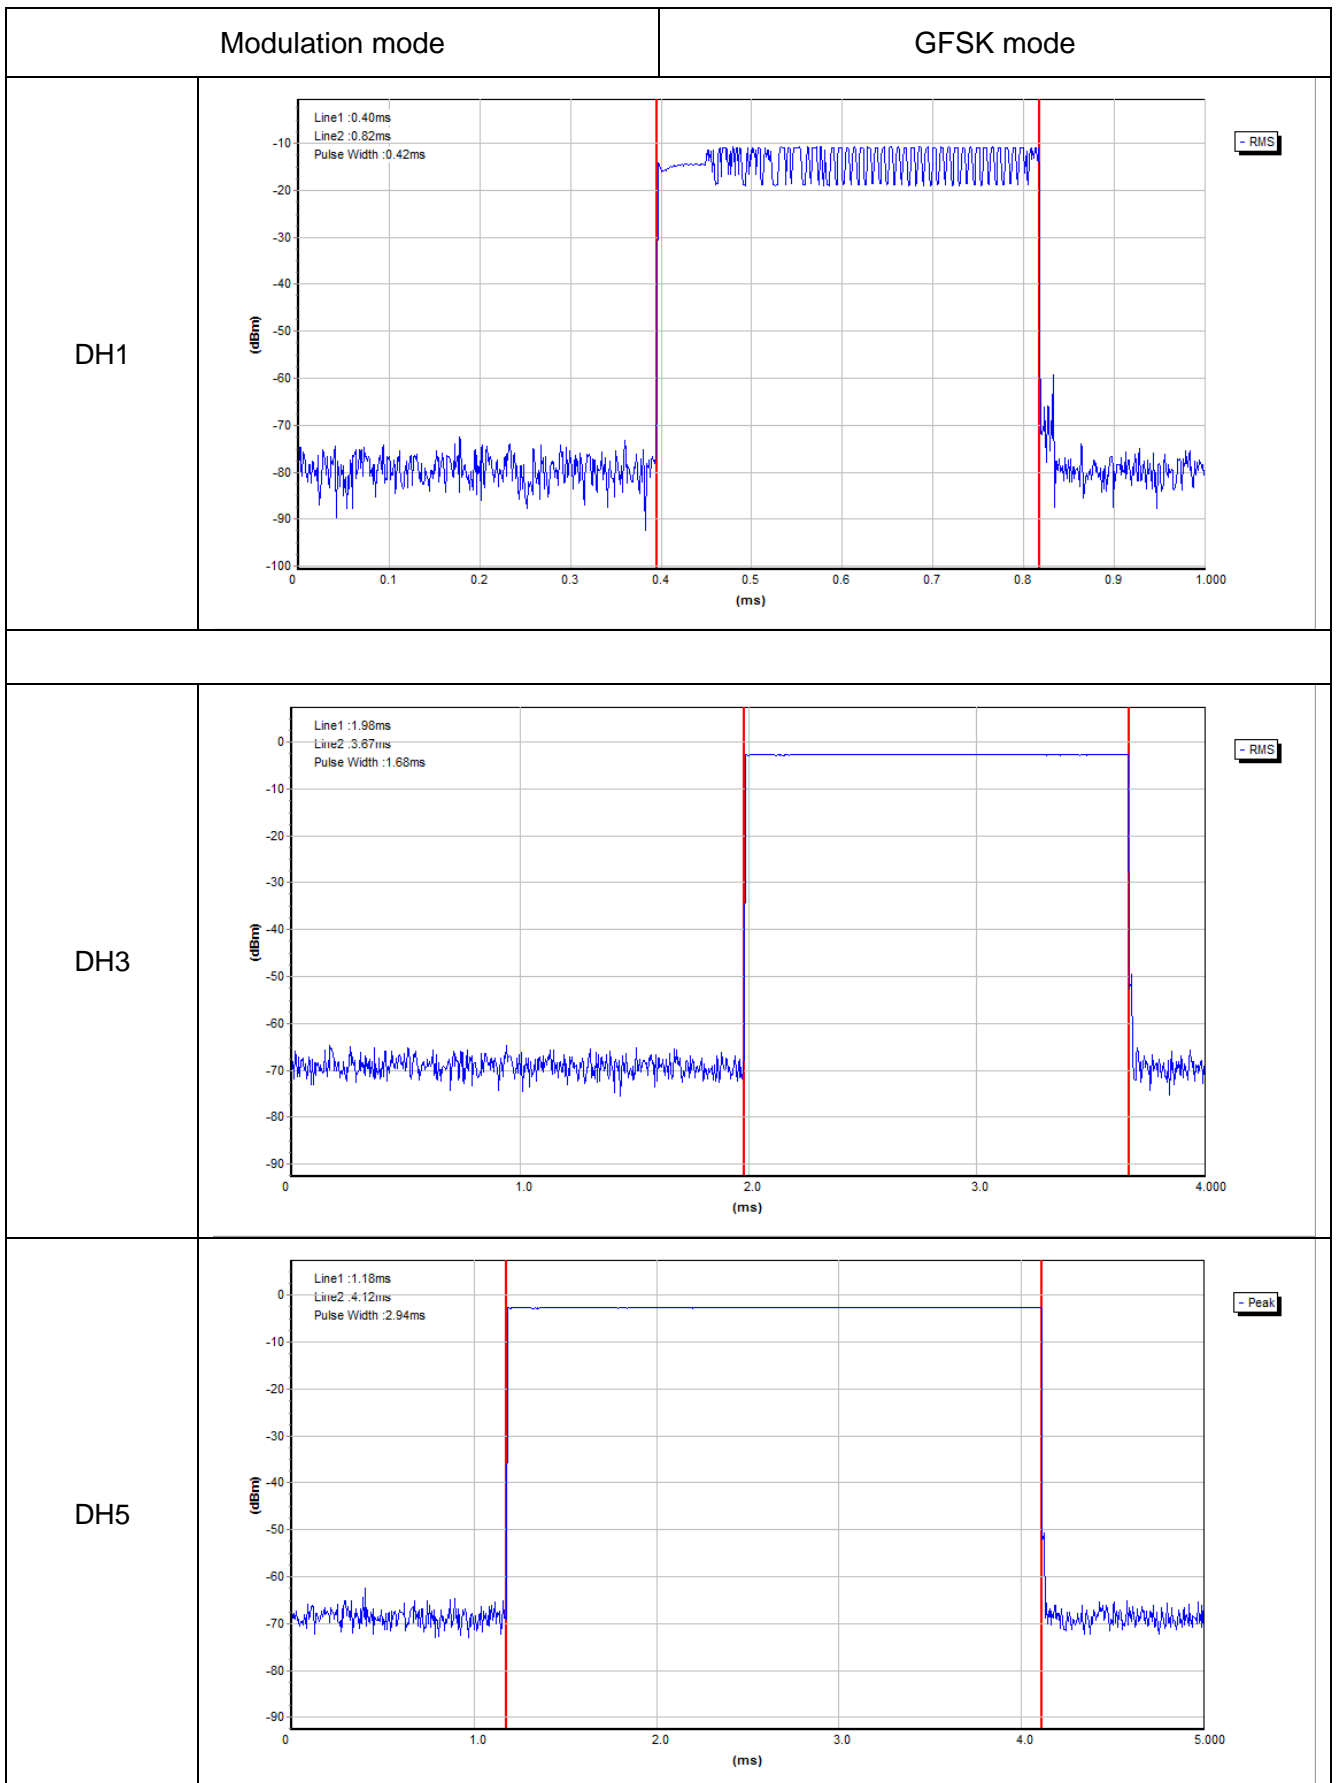 Modulation mode GFSK mode
DH1
Line1 :0.40ms
Line2 :0.82ms
Pulse Width :0.42ms
- RMS
-10
-20
-30
-40
-50
-60
-70
-80
-90
-100
(dBm)
0 0.1 0.2 0.3 0.4 0.5 0.6 0.7 0.8 0.9 1.000
(ms)
DH3
Line1 :1.98ms
Line2 :3.67ms
Pulse Width :1.68ms
- RMS
0
-10
-20
-30
-40
-50
-60
-70
-80
-90
(dBm)
0 1.0 2.0 3.0 4.000
(ms)
DH5
Line1 :1.18ms
Line2 :4.12ms
Pulse Width :2.94ms
- Peak
0
-10
-20
-30
-40
-50
-60
-70
-80
-90
(dBm)
0 1.0 2.0 3.0 4.0 5.000
(ms)